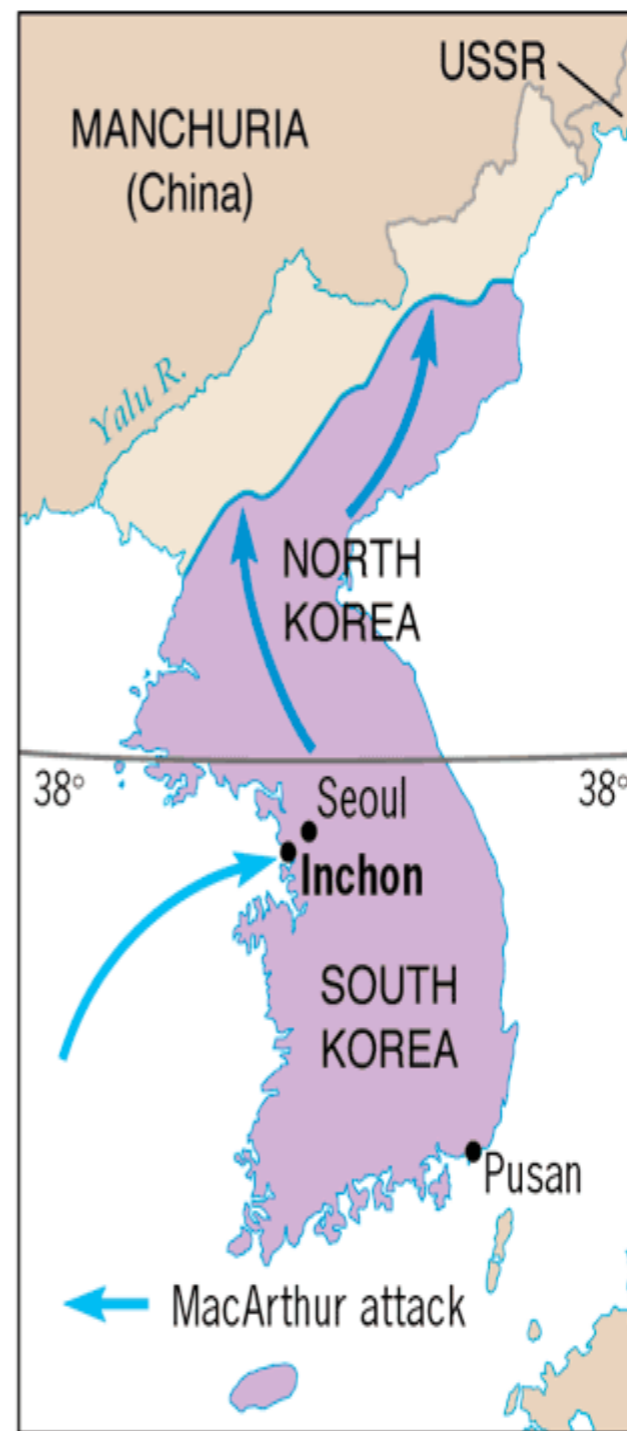 USSR
MANCHURIA
(China)
Yalu R.
NORTH
KOREA
38°
38°
Seoul
Inchon
SOUTH
KOREA
Pusan
MacArthur attack